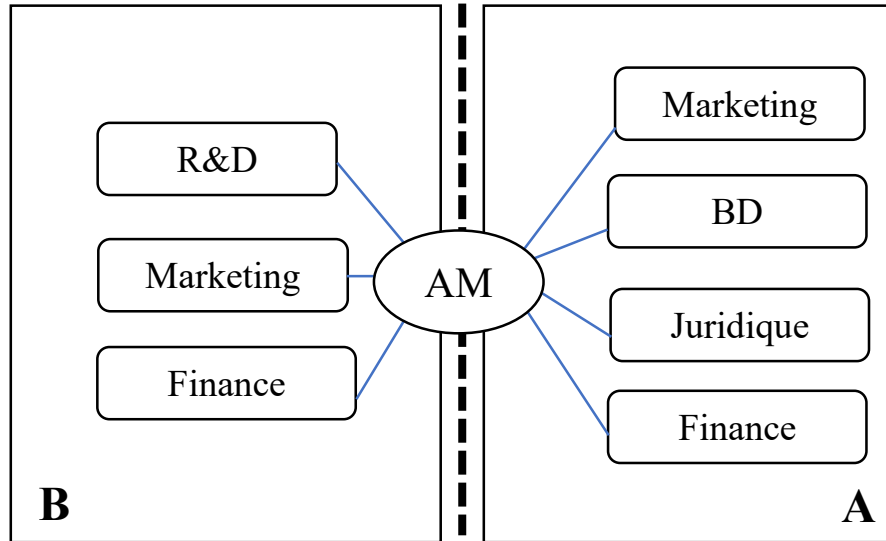 R&D
Marketing
Finance
B
AM
Marketing
BD
Juridique
Finance
A